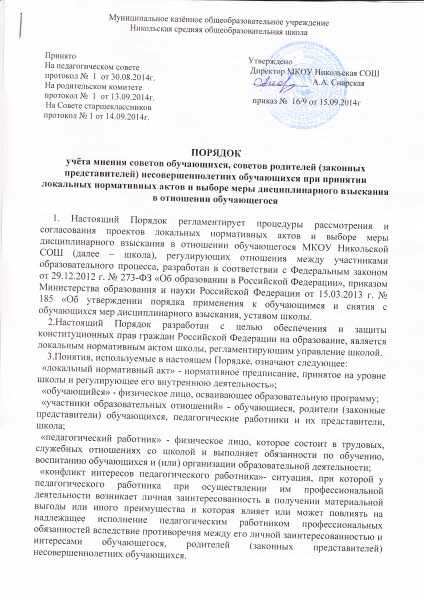 Муниципальное казённое общеобразовательное учреждение
Никольская средняя общеобразовательная школа
Принято
На педагогическом совете
протокол № 1 от 30.08.2014г.
На родительском комитете
протокол № 1 от 13.09.2014г.
На Совете старшеклассников
протокол № 1 от 14.09.2014г.
Утверждено
Директор МКОУ Никольская СОШ
А.А. Снарская
приказ № 16/9 от 15.09.2014г
ПОРЯДОК
учёта мнения советов обучающихся, советов родителей (законных
представителей) несовершеннолетних обучающихся при принятии
локальных нормативных актов и выборе меры дисциплинарного взыскания
в отношении обучающегося
1. Настоящий Порядок регламентирует процедуры рассмотрения и
согласования проектов локальных нормативных актов и выборе меры
дисциплинарного взыскания в отношении обучающегося МКОУ Никольской
СОШ (далее – школа), регулирующих отношения между участниками
образовательного процесса, разработан в соответствии с Федеральным законом
от 29.12.2012 г. № 273-ФЗ «Об образовании в Российской Федерации», приказом
Министерства образования и науки Российской Федерации от 15.03.2013 г. №
185 «Об утверждении порядка применения к обучающимся и снятия с
обучающихся мер дисциплинарного взыскания, уставом школы.
2.Настоящий Порядок разработан с целью обеспечения и защиты
конституционных прав граждан Российской Федерации на образование, является
локальным нормативным актом школы, регламентирующим управление школой.
3.Понятия, используемые в настоящем Порядке, означают следующее:
«локальный нормативный акт» - нормативное предписание, принятое на уровне
школы и регулирующее его внутреннюю деятельность»;
«обучающийся» - физическое лицо, осваивающее образовательную программу;
«участники образовательных отношений» - обучающиеся, родители (законные
представители) обучающихся, педагогические работники и их представители,
школа;
«педагогический работник» - физическое лицо, которое состоит в трудовых,
служебных отношениях со школой и выполняет обязанности по обучению,
воспитанию обучающихся и (или) организации образовательной деятельности;
«конфликт интересов педагогического работника»- ситуация, при которой у
педагогического работника при осуществлении им профессиональной
деятельности возникает личная заинтересованность в получении материальной
выгоды или иного преимущества и которая влияет или может повлиять на
надлежащее исполнение педагогическим работником профессиональных
обязанностей вследствие противоречия между его личной заинтересованностью и
интересами обучающегося, родителей (законных представителей)
несовершеннолетних обучающихся.